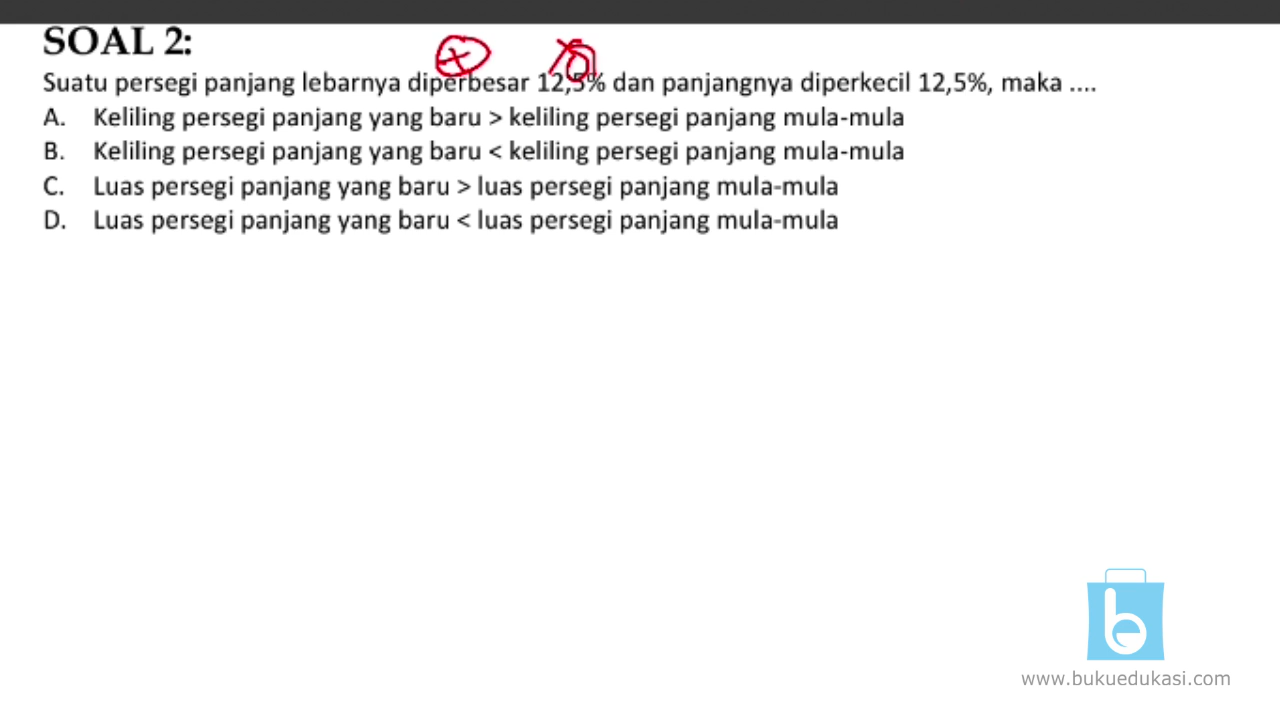 SOAL 2:
Suatu persegi panjang lebarnya diperbesar 12,5% dan panjangnya diperkecil 12,5%, maka ....
A. Keliling persegi panjang yang baru > keliling persegi panjang mula-mula
B. Keliling persegi panjang yang baru < keliling persegi panjang mula-mula
C. Luas persegi panjang yang baru > luas persegi panjang mula-mula
D. Luas persegi panjang yang baru < luas persegi panjang mula-mula
www.bukuedukasi.com